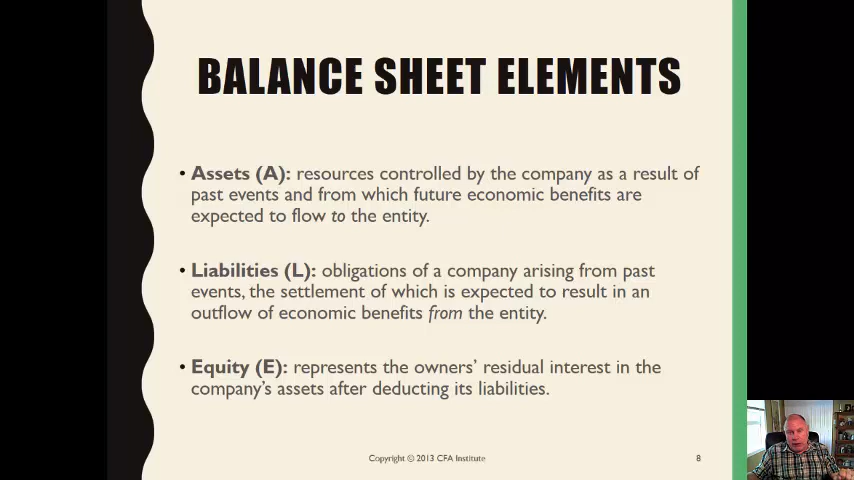 BALANCE SHEET ELEMENTS
• Assets (A): resources controlled by the company as a result of
past events and from which future economic benefits are
expected to flow to the entity.
• Liabilities (L): obligations of a company arising from past
events, the settlement of which is expected to result in an
outflow of economic benefits from the entity.
• Equity (E): represents the owners’ residual interest in the
company’s assets after deducting its liabilities.
Copyright © 2013 CFA Institute
8